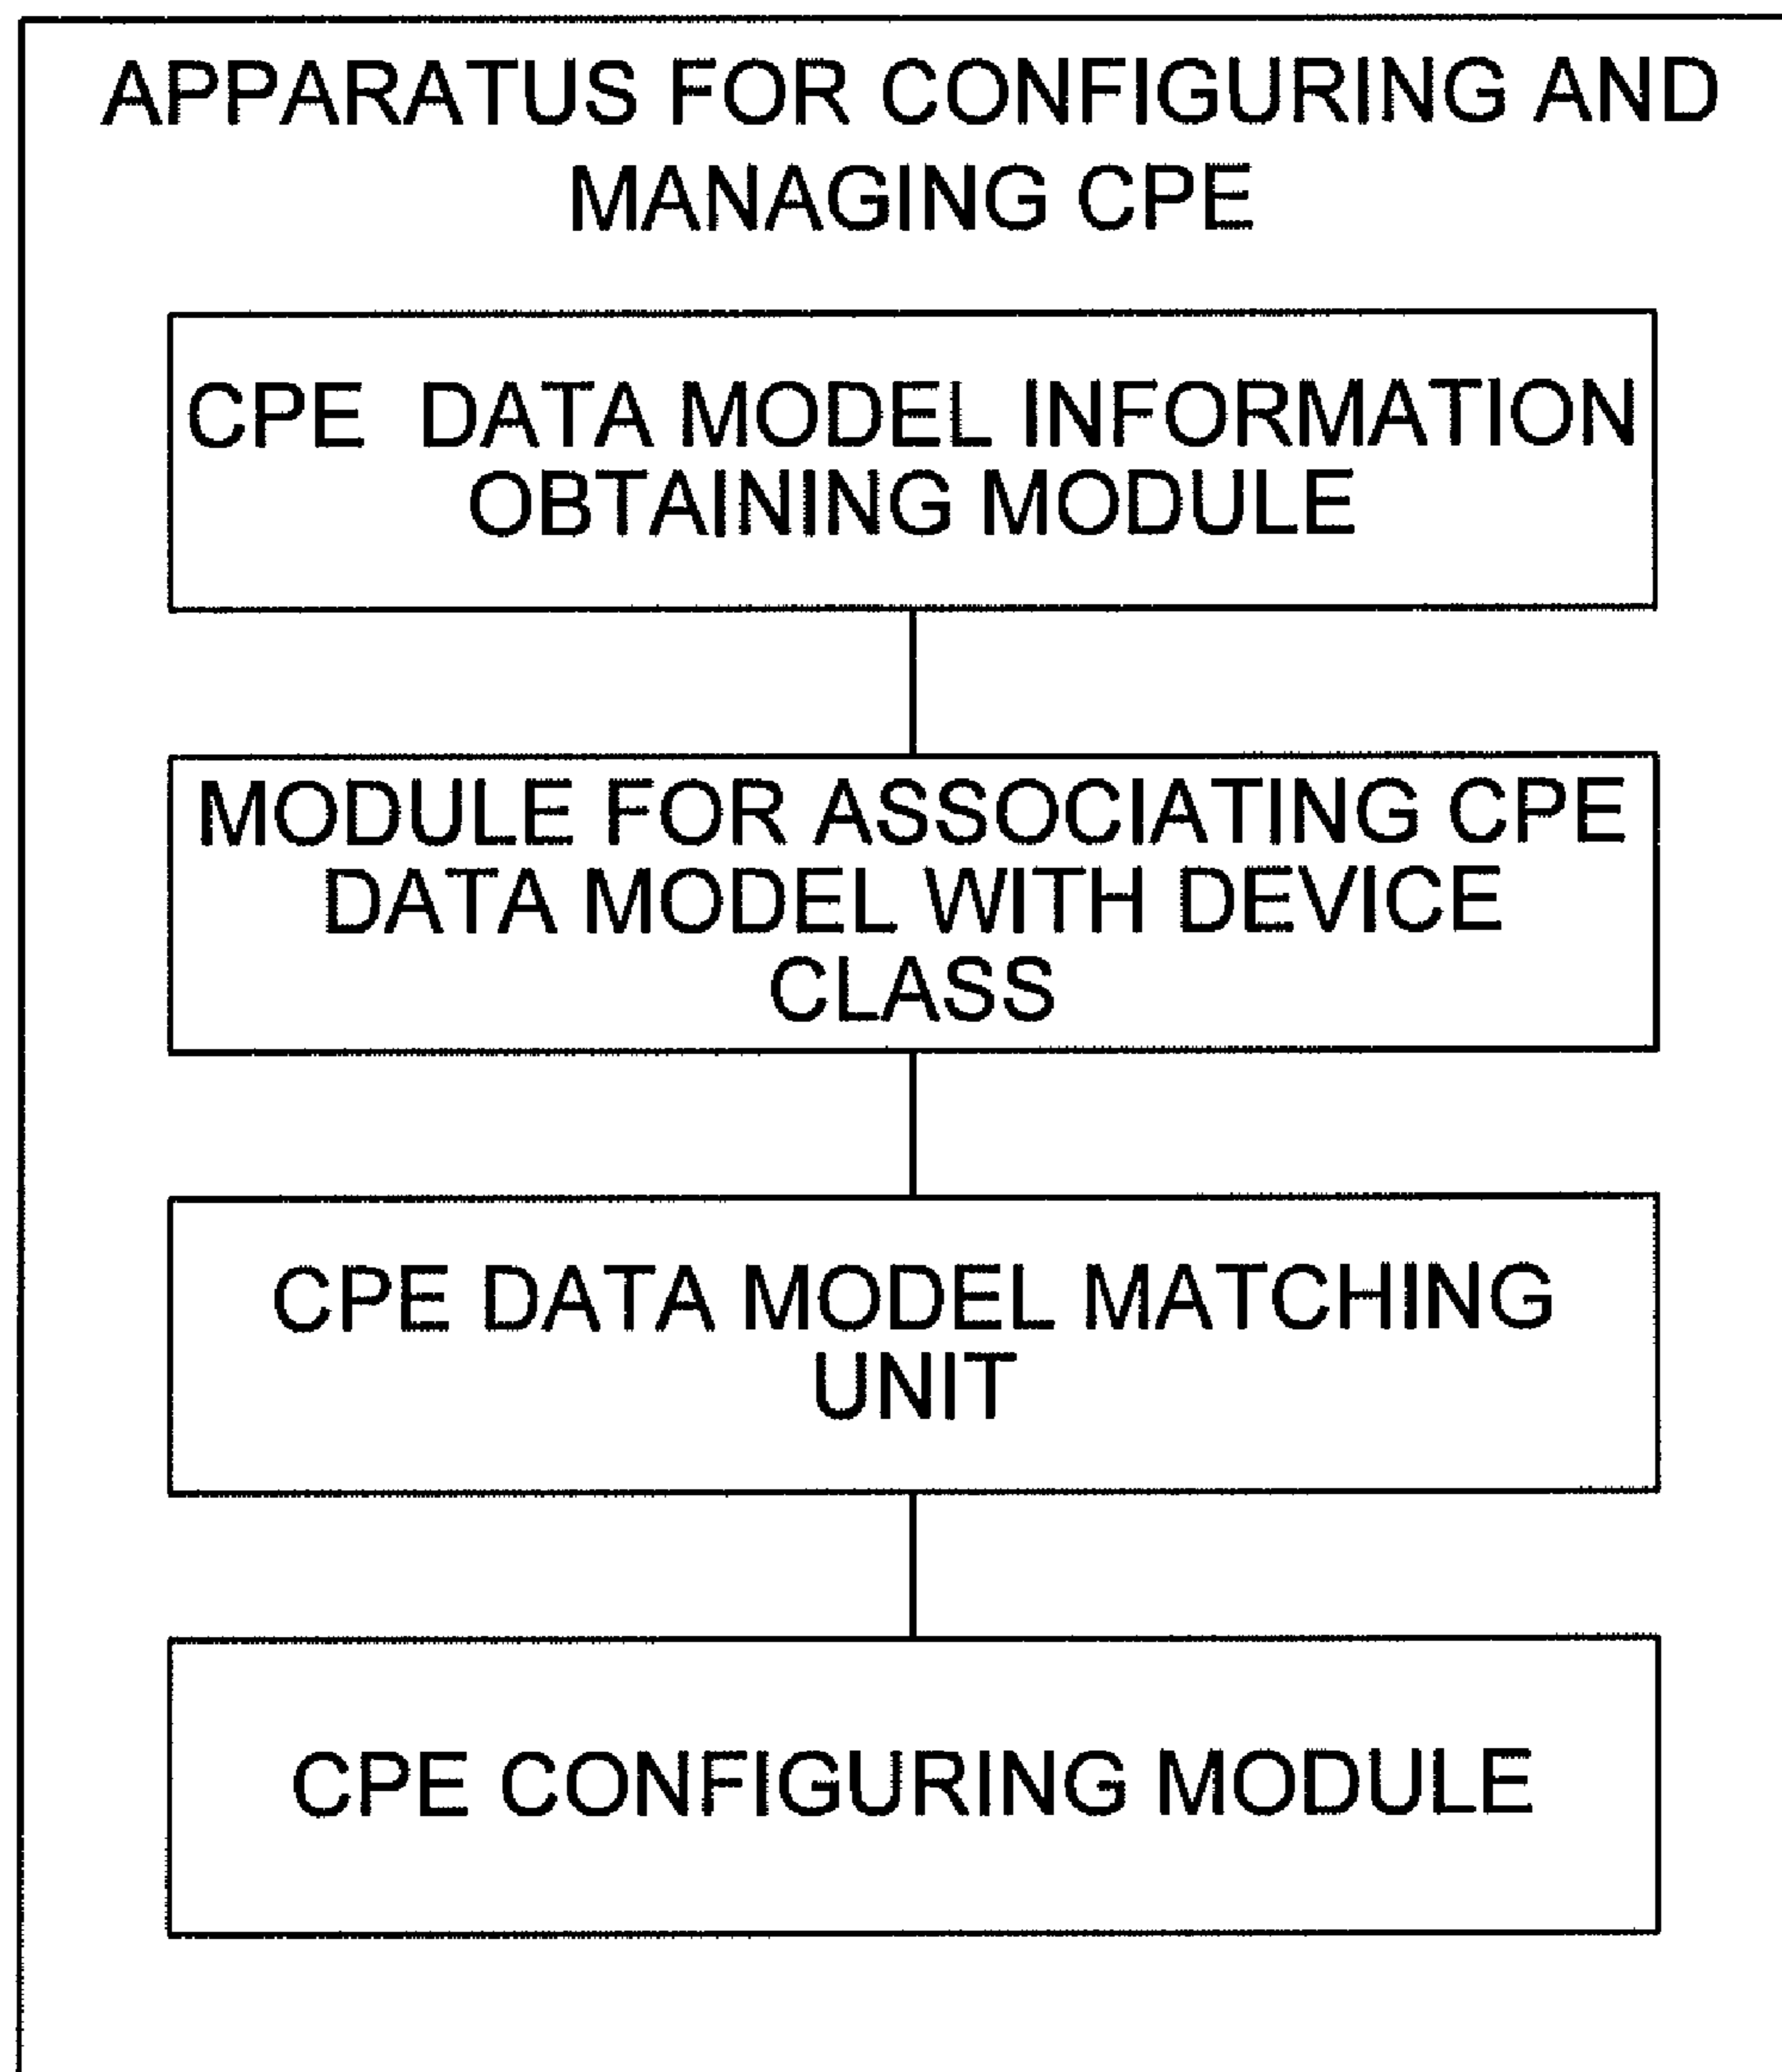 APPARATUS FOR CONFIGURING AND
MANAGING CPE
CPE DATA MODEL INFORMATION
OBTAINING MODULE
MODULE FOR ASSOCIATING CPE
DATA MODEL WITH DEVICE
CLASS
CPE DATA MODEL MATCHING
UNIT
CPE CONFIGURING MODULE